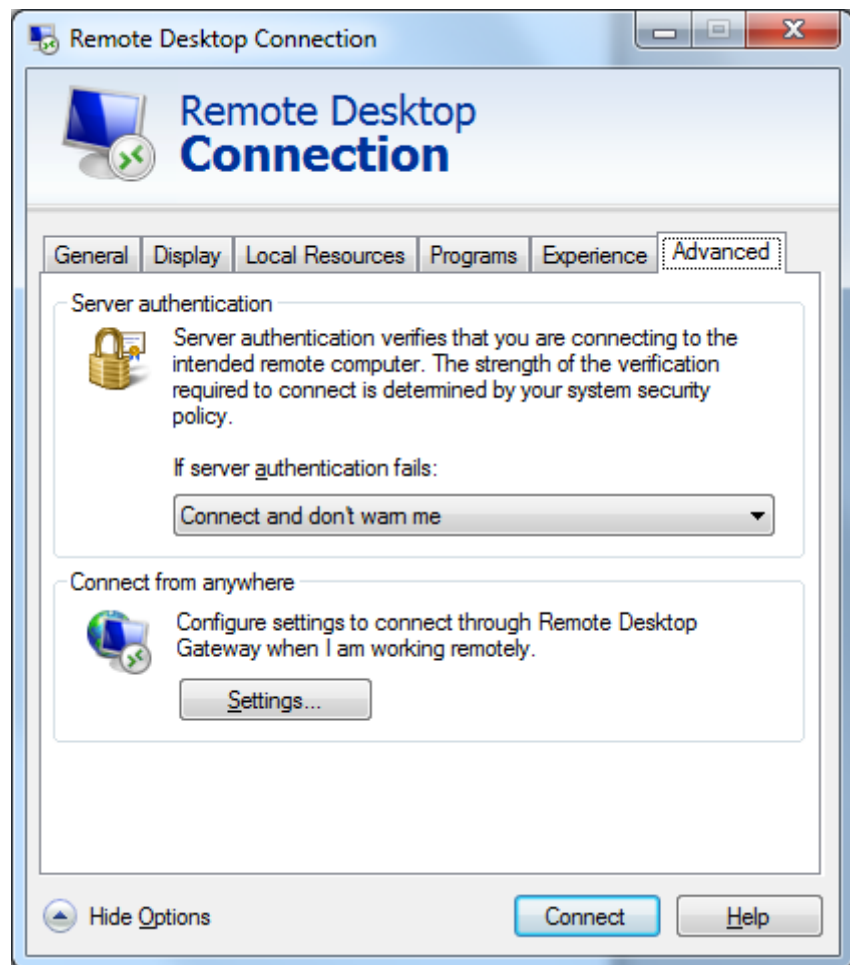 Remote Desktop Connection
Remote Desktop
Connection
General Display Local Resources Programs Experience Advanced
Server authentication
Server authentication verifies that you are connecting to the
intended remote computer. The strength of the verification
required to connect is determined by your system security
policy.
If server authentication fails:
Connect and don't warn me
Connect from anywhere
Configure settings to connect through Remote Desktop
Gateway when I am working remotely.
Settings...
Hide Options Connect Help